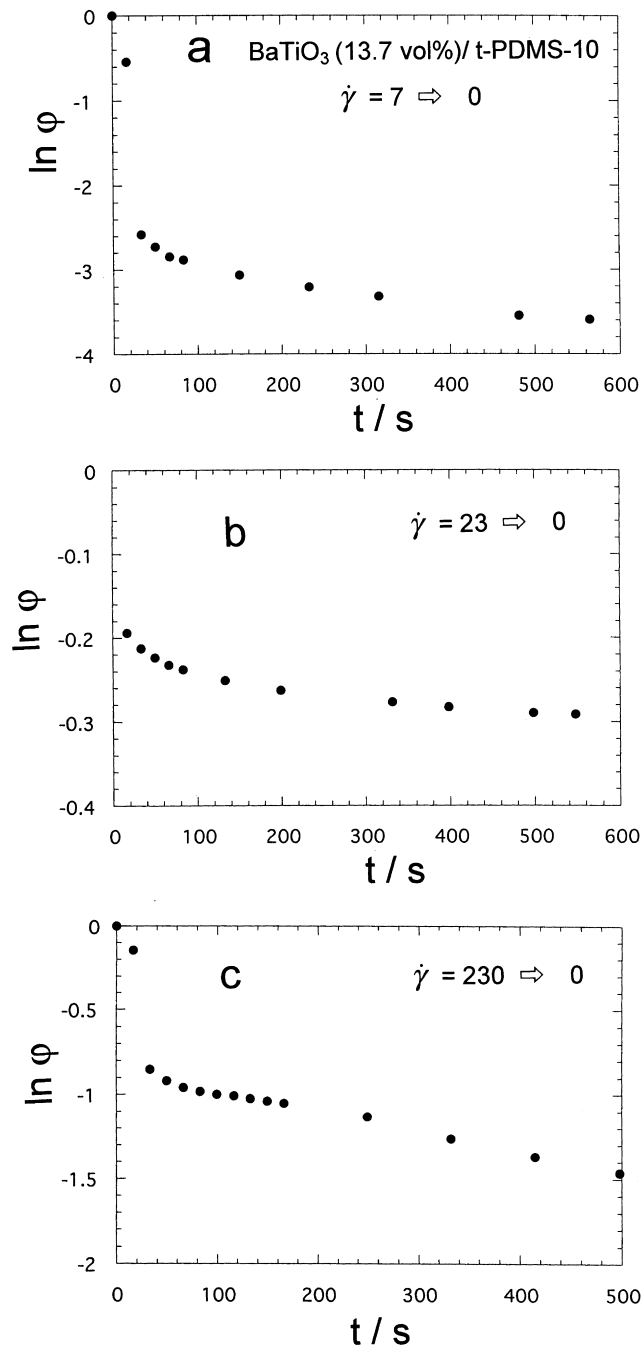 0
-1
-2
-3
-4
ln φ
a BaTiO₃ (13.7 vol%)/ t-PDMS-10
γ̇ = 7 ⇨ 0
0 100 200 300 400 500 600
t / s
0
-0.1
-0.2
-0.3
-0.4
ln φ
b
γ̇ = 23 ⇨ 0
0 100 200 300 400 500 600
t / s
0
-0.5
-1
-1.5
-2
ln φ
c
γ̇ = 230 ⇨ 0
0 100 200 300 400 500
t / s